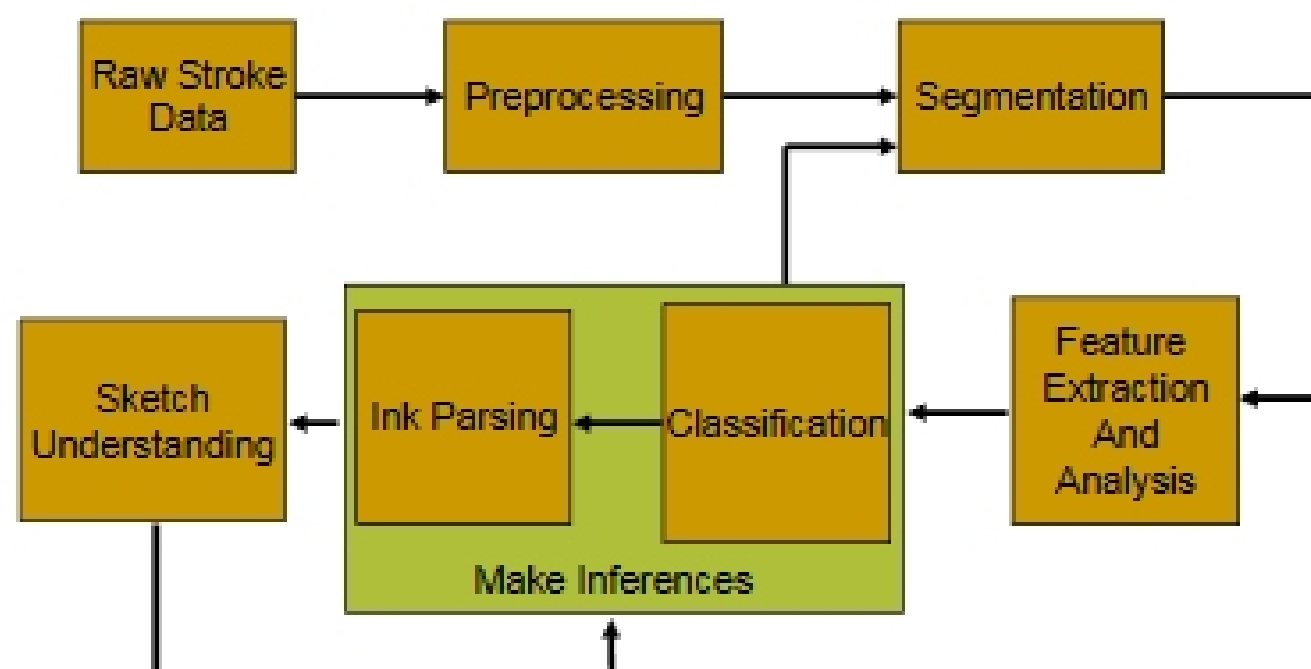 Raw Stroke
Data
Preprocessing
Segmentation
Sketch
Understanding
Ink Parsing
Classification
Make Inferences
Feature
Extraction
And
Analysis